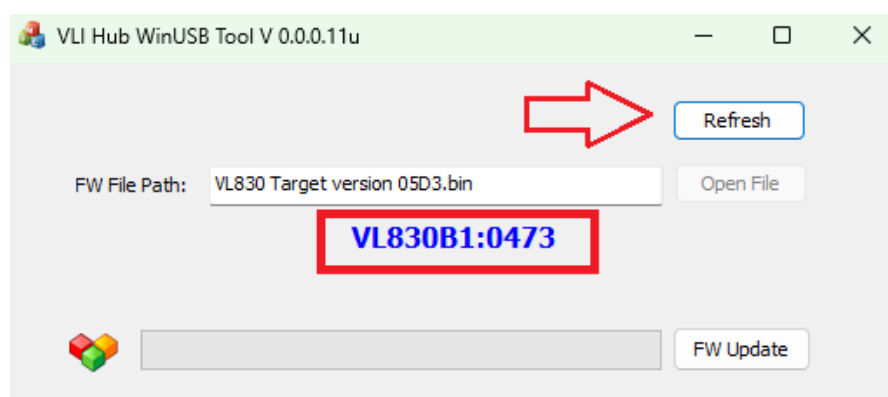 VLI Hub WinUSB Tool V 0.0.0.11u
Refresh
FW File Path: VL830 Target version 05D3.bin Open File
VL830B1:0473
FW Update